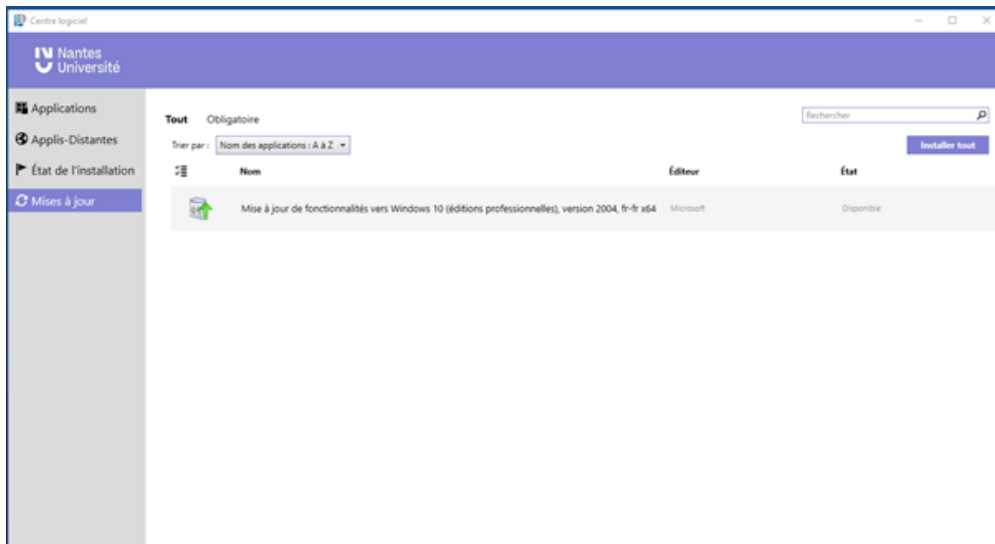 Centre logiciel
Nantes
Université
Applications
Applis-Distantes
État de l'installation
Mises à jour
Tout Obligatoire
Rechercher
Trier par : Nom des applications : A à Z
Installer tout
Nom Éditeur État
Mise à jour de fonctionnalités vers Windows 10 (éditions professionnelles), version 2004, fr-fr x64 Microsoft Disponible